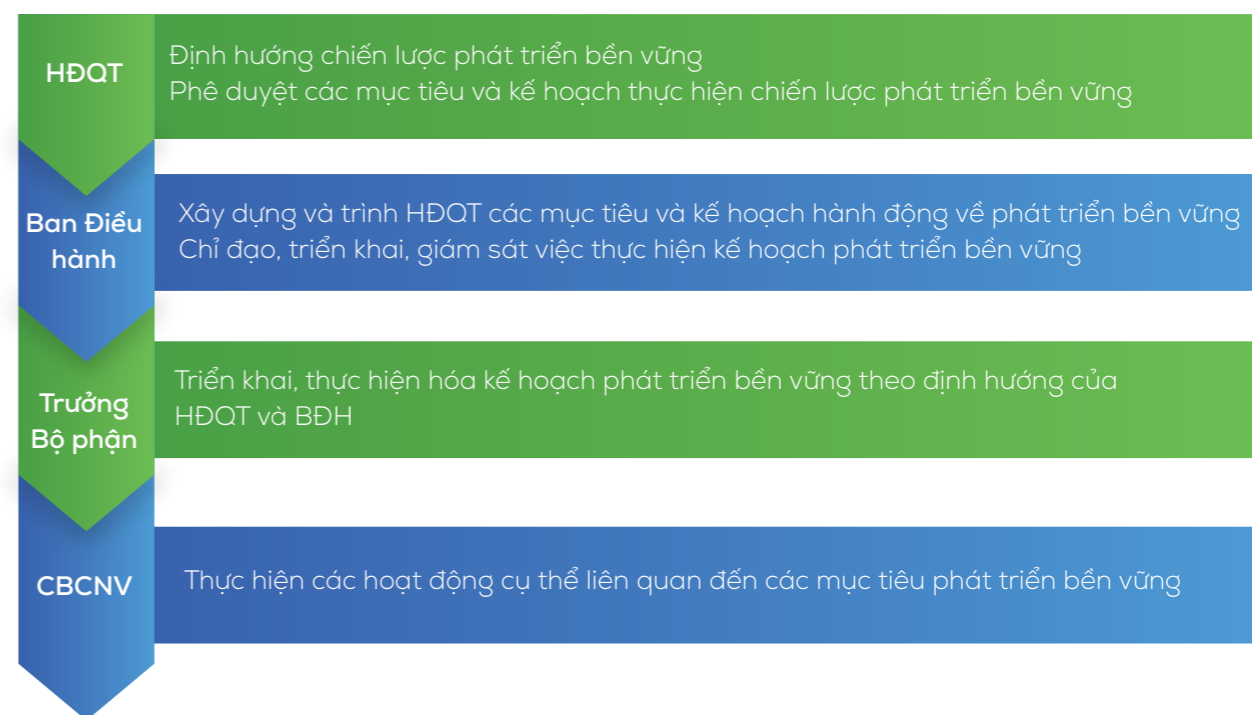 HĐQT
Định hướng chiến lược phát triển bền vững
Phê duyệt các mục tiêu và kế hoạch thực hiện chiến lược phát triển bền vững
Ban Điều
hành
Xây dựng và trình HĐQT các mục tiêu và kế hoạch hành động về phát triển bền vững
Chỉ đạo, triển khai, giám sát việc thực hiện kế hoạch phát triển bền vững
Trưởng
Bộ phận
Triển khai, thực hiện hóa kế hoạch phát triển bền vững theo định hướng của
HĐQT và BĐH
CBCNV
Thực hiện các hoạt động cụ thể liên quan đến các mục tiêu phát triển bền vững